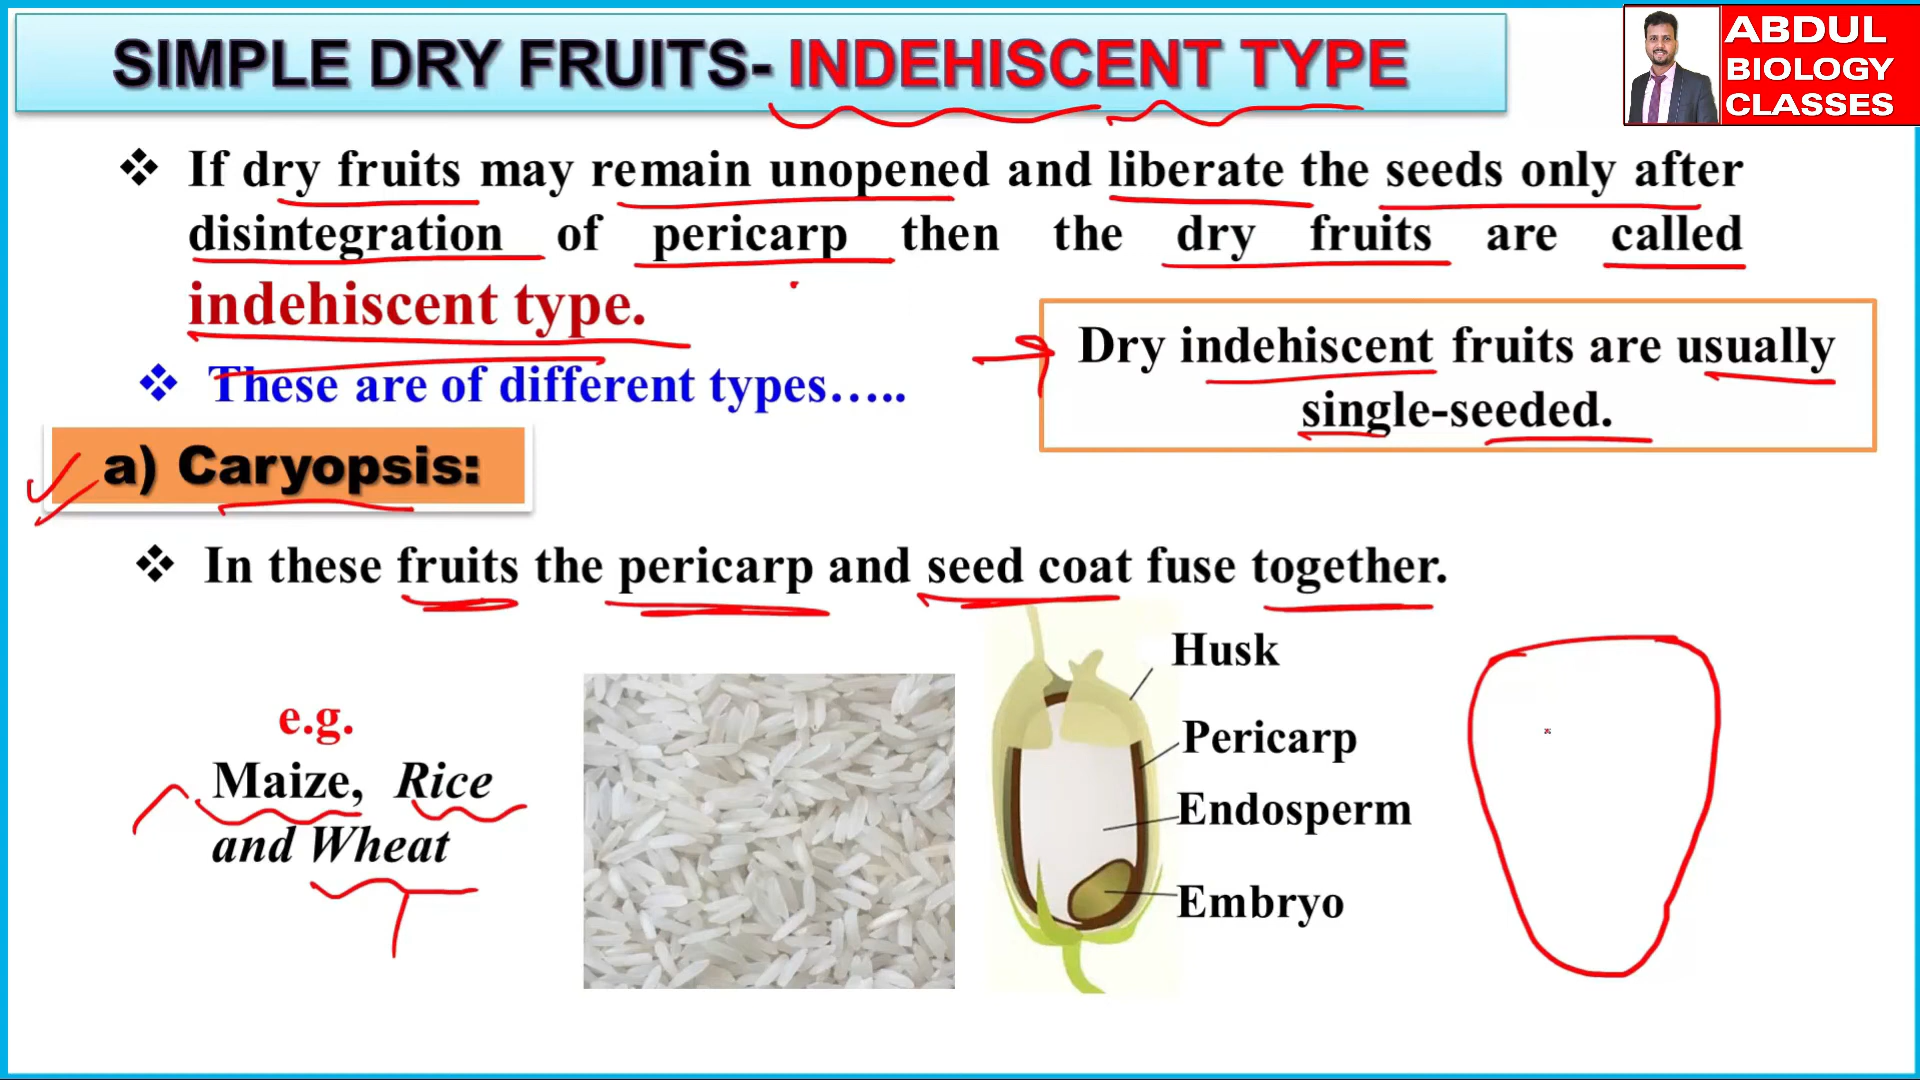 SIMPLE DRY FRUITS- INDEHISCENT TYPE
ABDUL
BIOLOGY
CLASSES
❖ If dry fruits may remain unopened and liberate the seeds only after
disintegration of pericarp then the dry fruits are called
indehiscent type.
❖ These are of different types.....
Dry indehiscent fruits are usually
single-seeded.
a) Caryopsis:
❖ In these fruits the pericarp and seed coat fuse together.
e.g.
Maize, Rice
and Wheat
Husk
Pericarp
Endosperm
Embryo